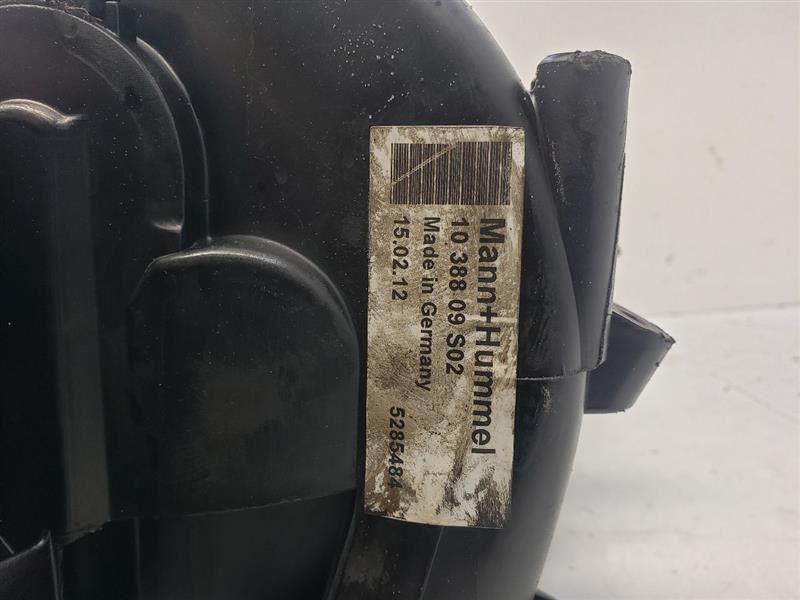 Mann+Hummel
10 388 09 S02
Made in Germany
15.02.12 5285484